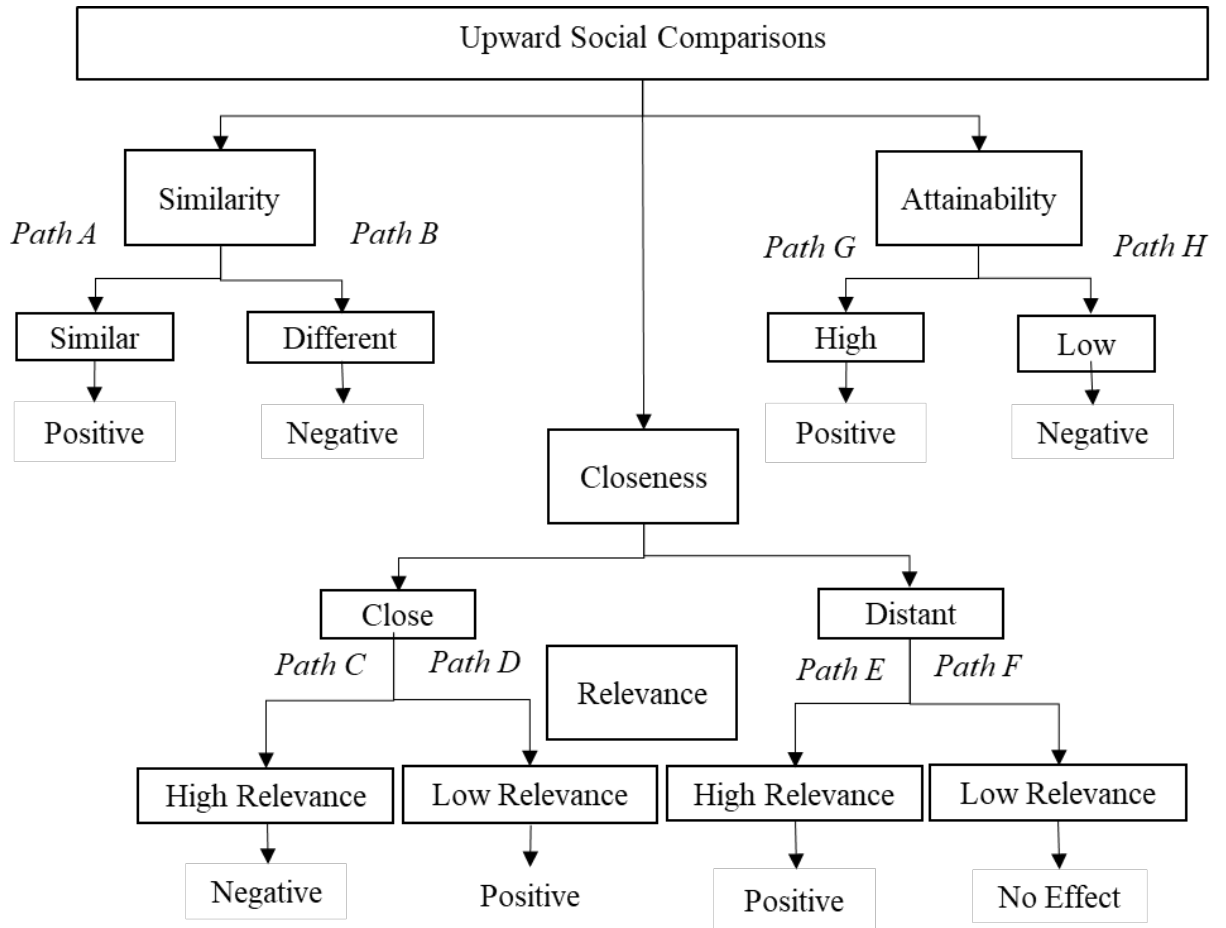 Upward Social Comparisons
Similarity
Attainability
Path A
Path B
Path G
Path H
Similar
Different
High
Low
Positive
Negative
Positive
Negative
Closeness
Close
Distant
Path C
Path D
Relevance
Path E
Path F
High Relevance
Low Relevance
High Relevance
Low Relevance
Negative
Positive
Positive
No Effect